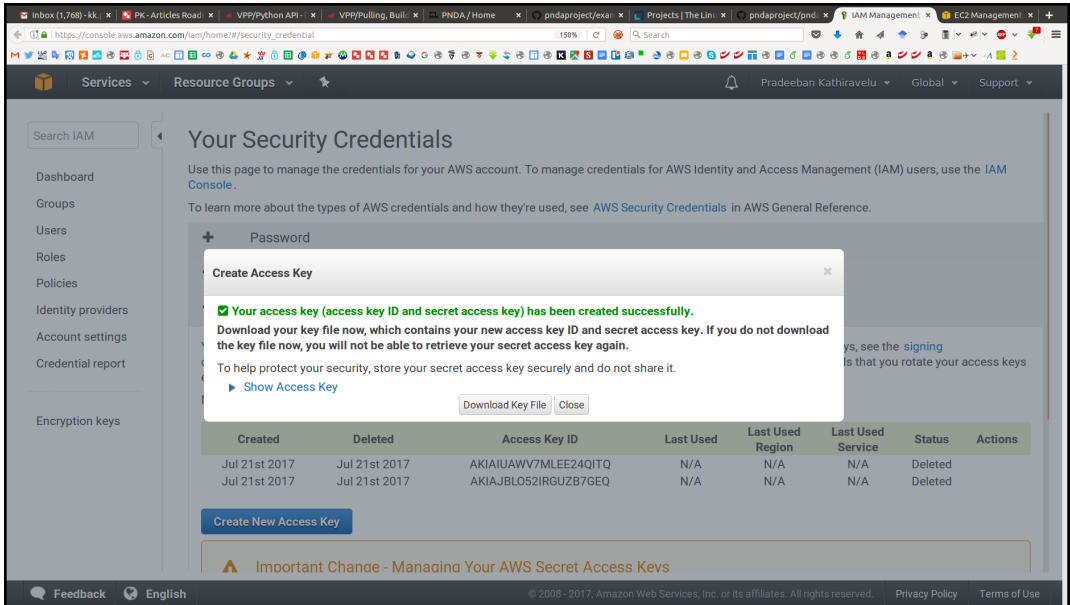 Inbox (1,768) - kk.
PK - Articles Road
VPP/Python API - 
VPP/Pulling, Build
PNDA / Home
pndaproject/exam
Projects | The Linu
pndaproject/pnda
IAM Management
EC2 Management
https://console.aws.amazon.com/iam/home?#/security_credential
150%
Search
Services
Resource Groups
Pradeeban Kathiravelu
Global
Support
Search IAM
Dashboard
Groups
Users
Roles
Policies
Identity providers
Account settings
Credential report
Encryption keys
Your Security Credentials
Use this page to manage the credentials for your AWS account. To manage credentials for AWS Identity and Access Management (IAM) users, use the IAM
Console.
To learn more about the types of AWS credentials and how they're used, see AWS Security Credentials in AWS General Reference.
Password
Create Access Key
Your access key (access key ID and secret access key) has been created successfully.
Download your key file now, which contains your new access key ID and secret access key. If you do not download
the key file now, you will not be able to retrieve your secret access key again.
To help protect your security, store your secret access key securely and do not share it.
Show Access Key
Download Key File
Close
ys, see the signing
ds that you rotate your access keys
Created Deleted Access Key ID Last Used Last Used Region Last Used Service Status Actions
Jul 21st 2017 Jul 21st 2017 AKIAIUAWV7MLEE24QITQ N/A N/A N/A Deleted
Jul 21st 2017 Jul 21st 2017 AKIAJBLO52IRGUZB7GEQ N/A N/A N/A Deleted
Create New Access Key
Important Change - Managing Your AWS Secret Access Keys
Feedback
English
© 2008 - 2017, Amazon Web Services, Inc. or its affiliates. All rights reserved.
Privacy Policy
Terms of Use